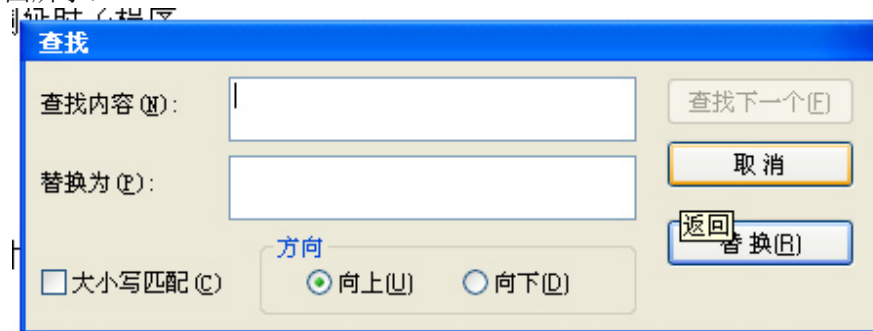 查找
查找内容(N):
查找下一个(F)
取消
替换为(P):
返回
替换(R)
方向
大小写匹配(C)
向上(U)
向下(D)